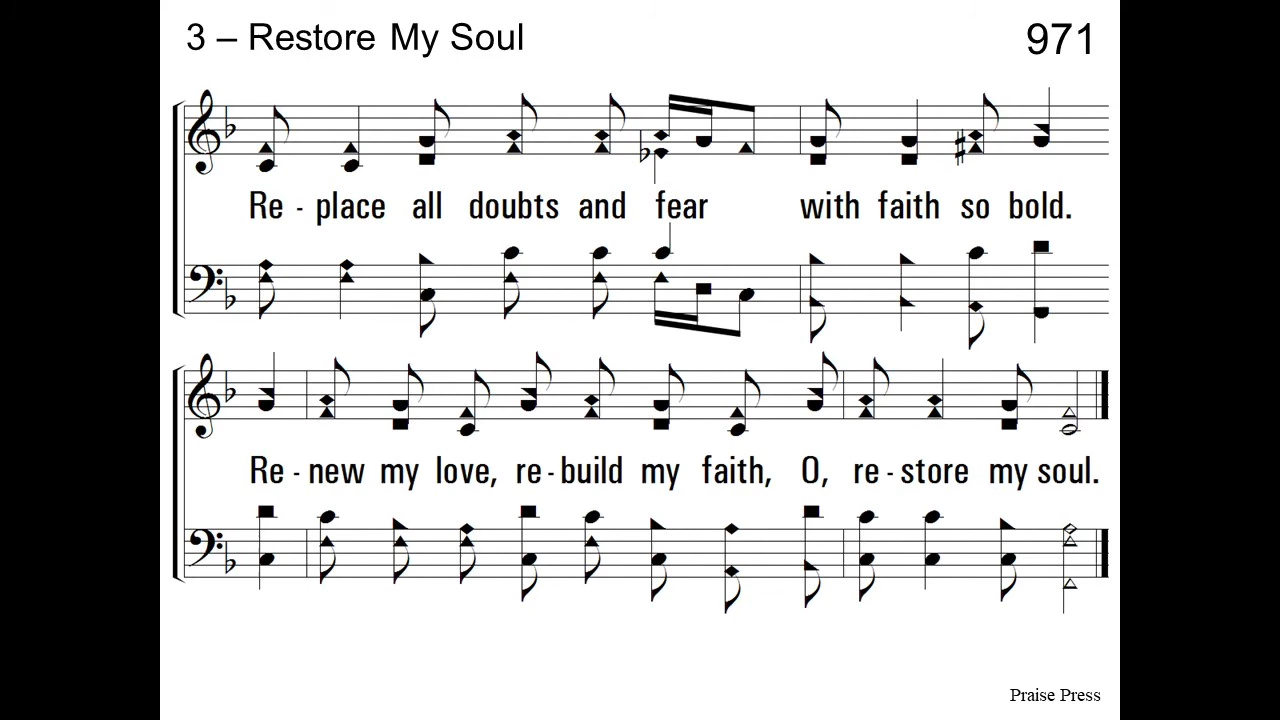 3 – Restore My Soul 971
Re - place all doubts and fear with faith so bold.
Re - new my love, re - build my faith, O, re - store my soul.
Praise Press